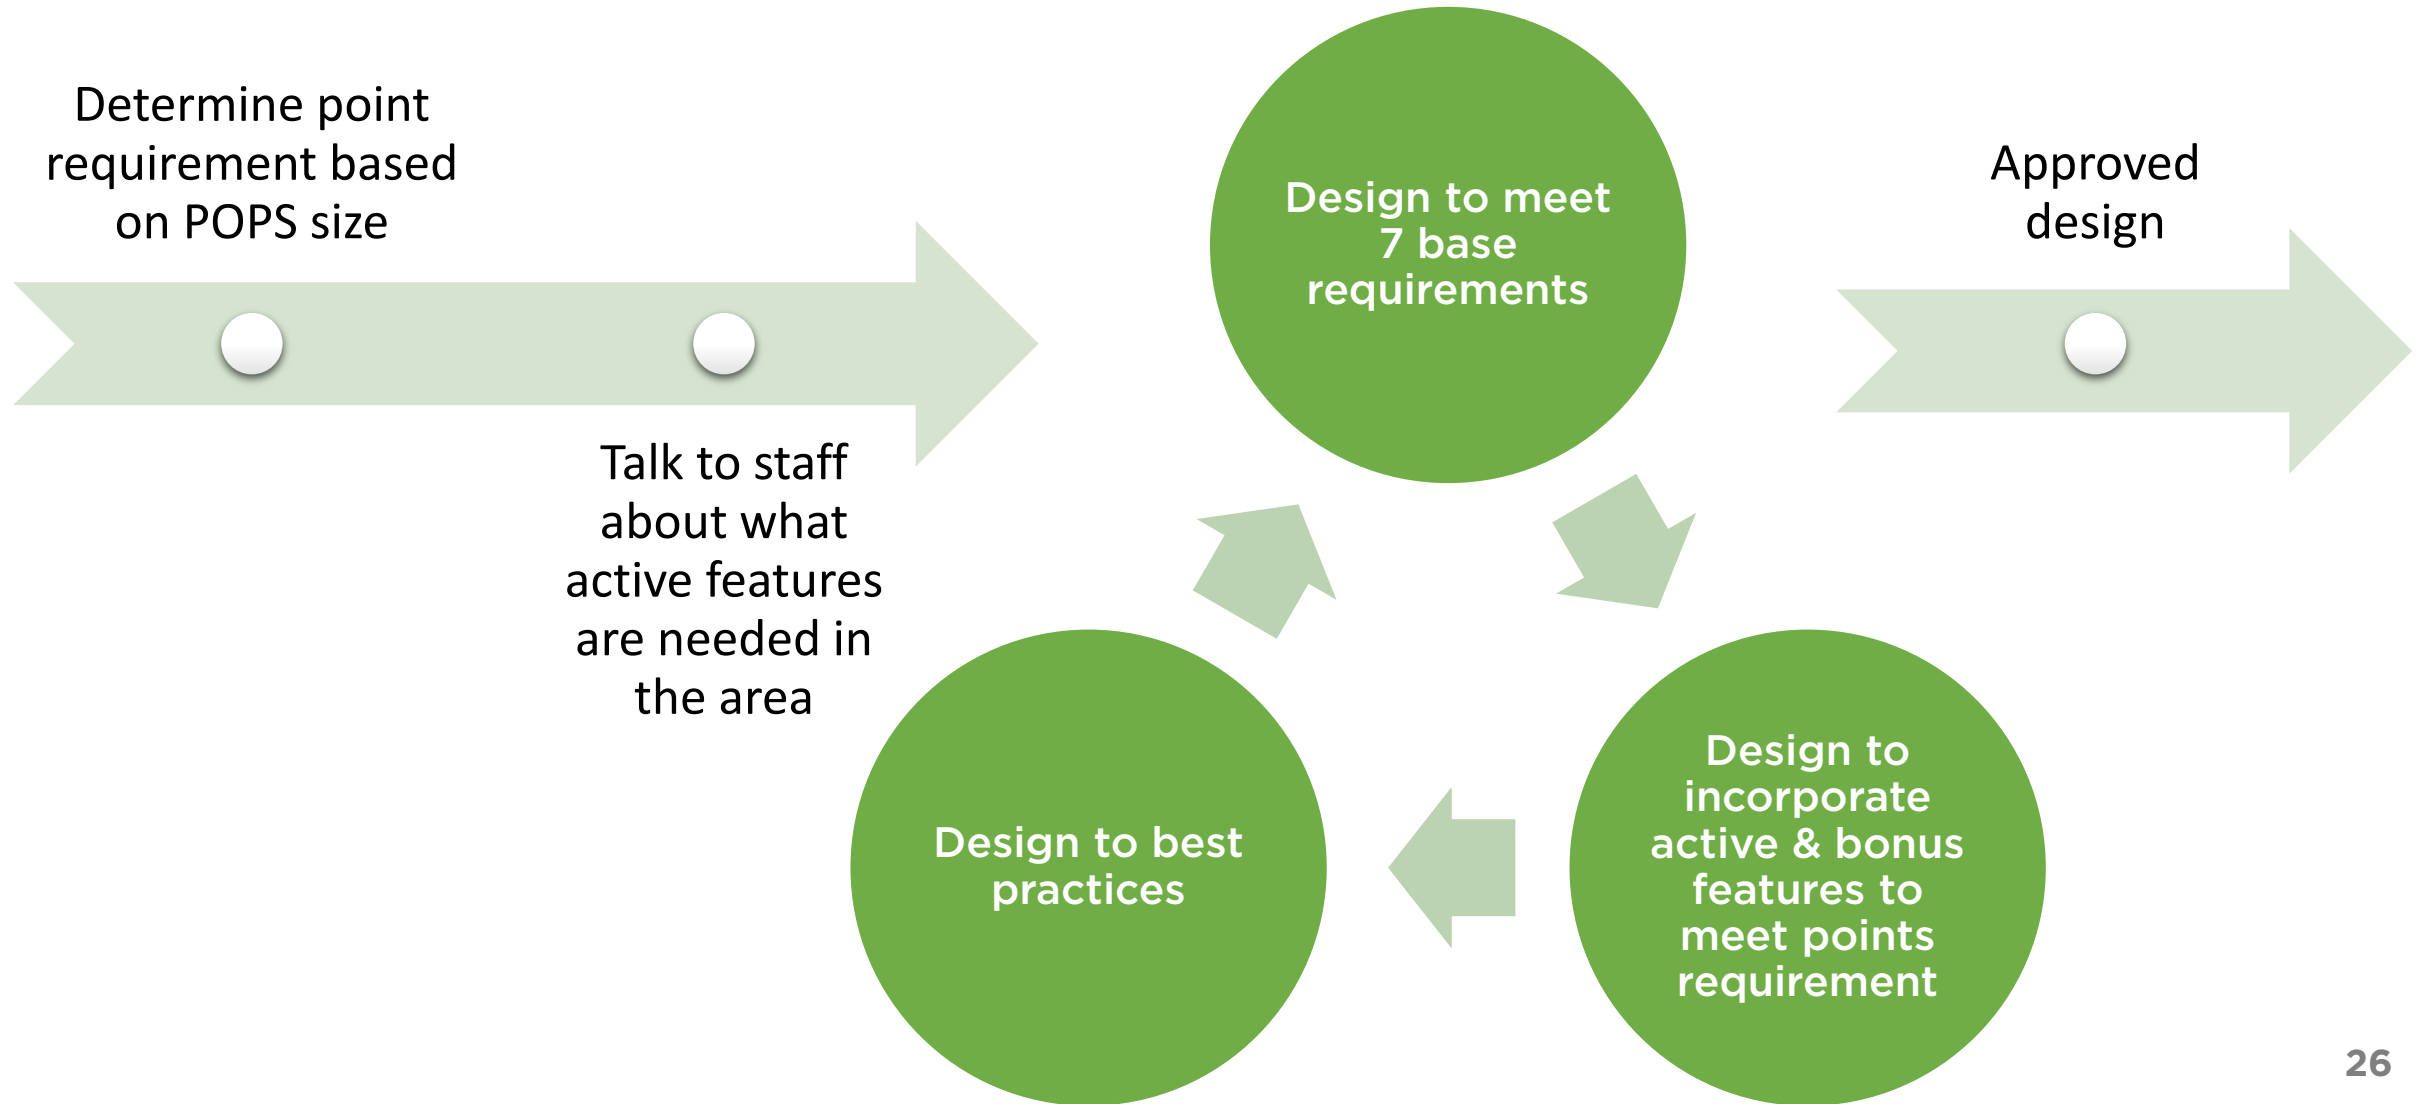 Determine point
requirement based
on POPS size
Talk to staff
about what
active features
are needed in
the area
Design to meet
7 base
requirements
Design to
incorporate
active & bonus
features to
meet points
requirement
Design to best
practices
Approved
design
26